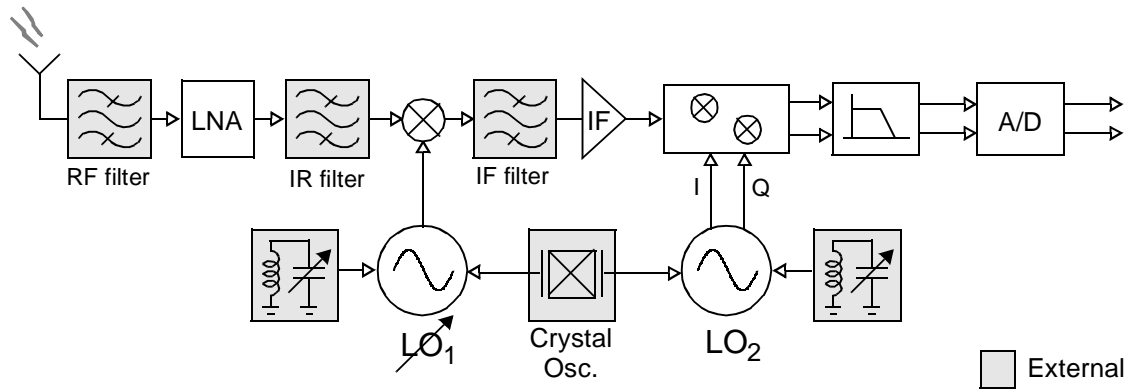 LNA
IF
A/D
RF filter
IR filter
IF filter
I
Q
LO1
Crystal
Osc.
LO2
External